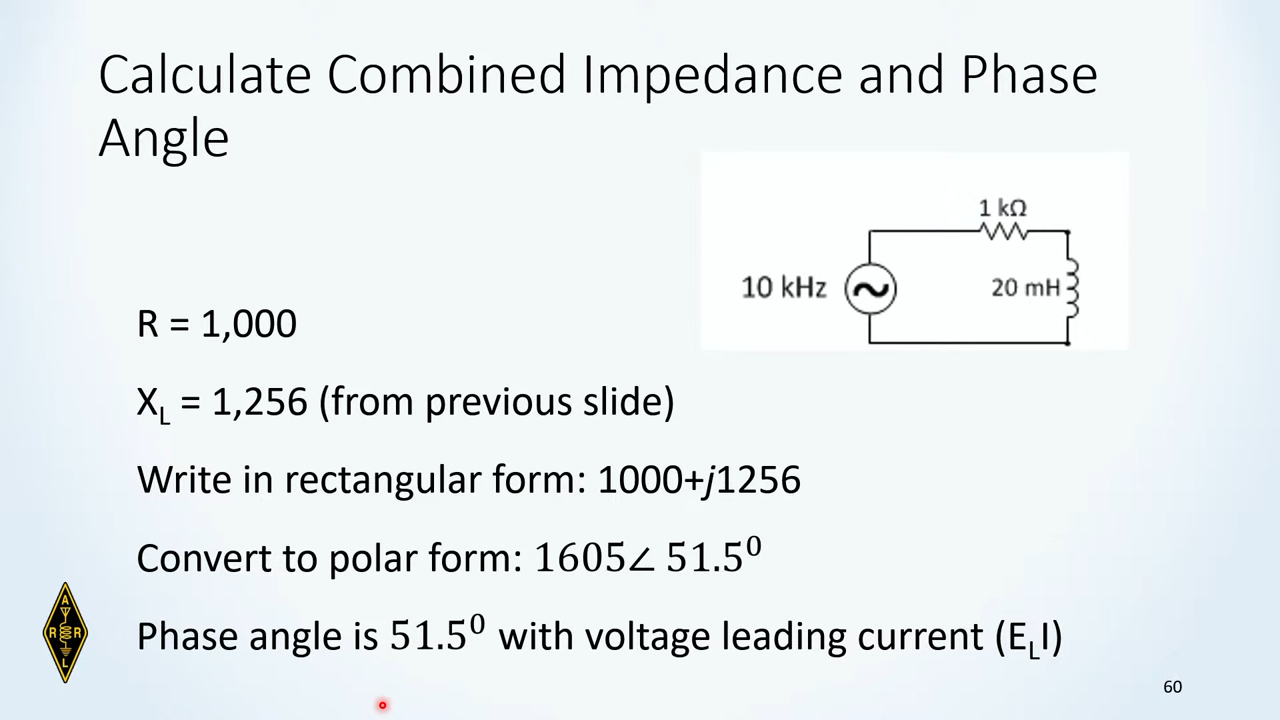 Calculate Combined Impedance and Phase
Angle
1 kΩ
10 kHz
20 mH
R = 1,000
X_L = 1,256 (from previous slide)
Write in rectangular form: 1000+j1256
Convert to polar form: 1605∠ 51.5⁰
Phase angle is 51.5⁰ with voltage leading current (E_LI)
A
R R
L
60